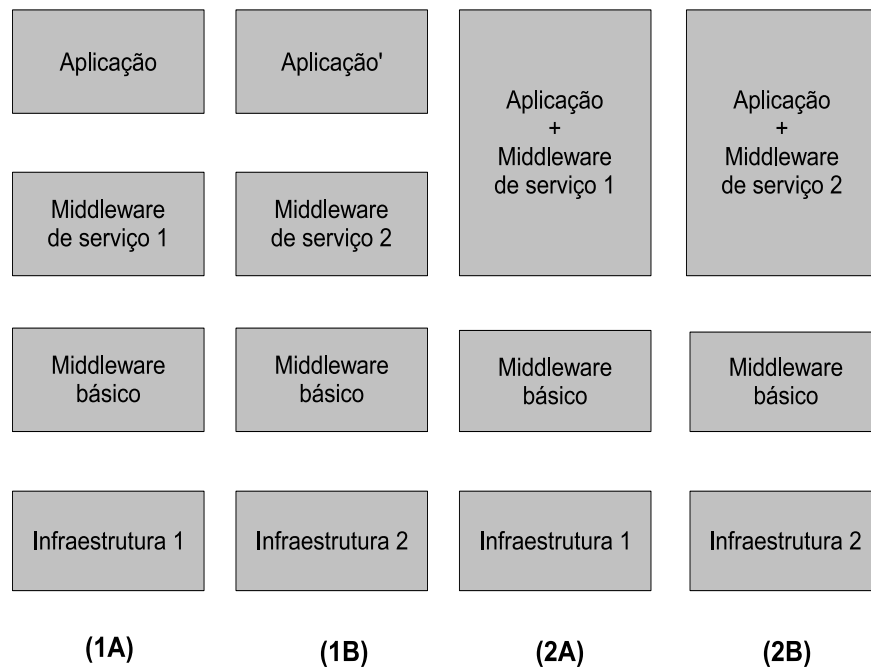 Aplicação
Aplicação'
Aplicação
+
Middleware
de serviço 1
Aplicação
+
Middleware
de serviço 2
Middleware
de serviço 1
Middleware
de serviço 2
Middleware
básico
Middleware
básico
Middleware
básico
Middleware
básico
Infraestrutura 1
Infraestrutura 2
Infraestrutura 1
Infraestrutura 2
(1A)
(1B)
(2A)
(2B)